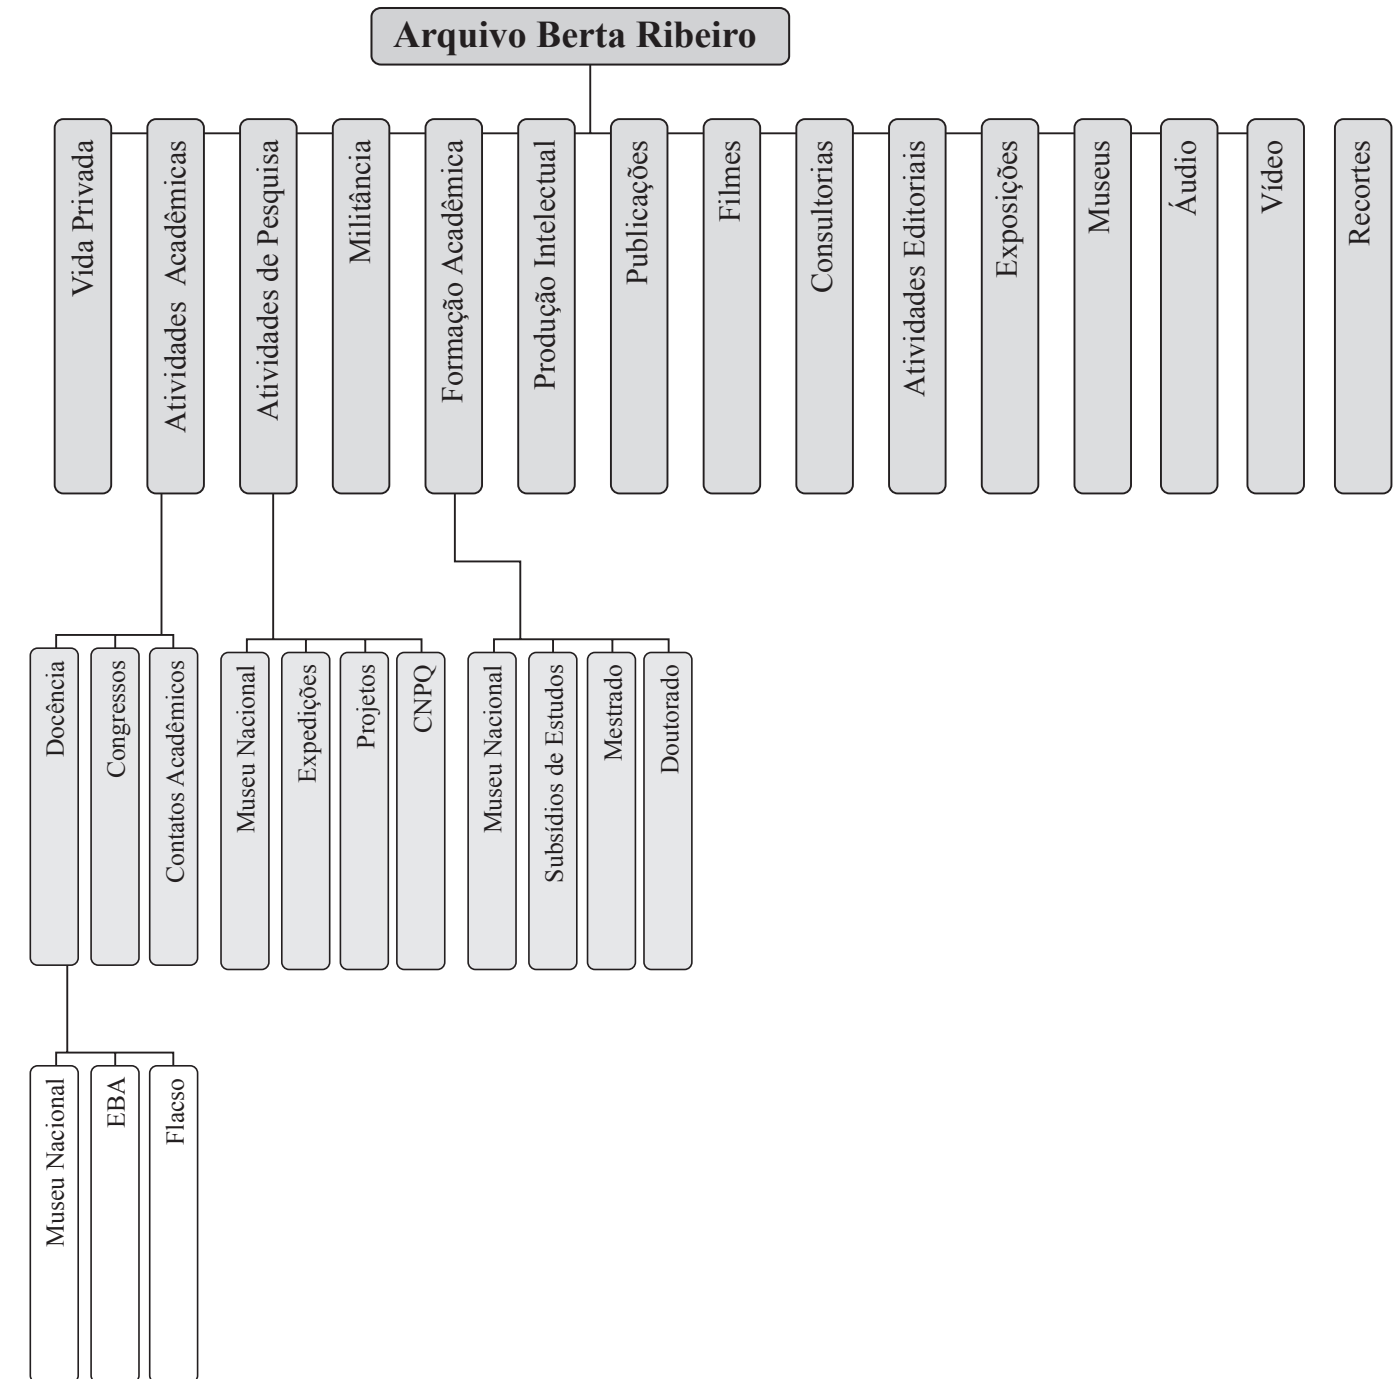 Arquivo Berta Ribeiro
Vida Privada
Atividades Acadêmicas
Atividades de Pesquisa
Militância
Formação Acadêmica
Produção Intelectual
Publicações
Filmes
Consultorias
Atividades Editoriais
Exposições
Museus
Áudio
Vídeo
Recortes
Docência
Congressos
Contatos Acadêmicos
Museu Nacional
Expedições
Projetos
CNPQ
Museu Nacional
Subsídios de Estudos
Mestrado
Doutorado
Museu Nacional
EBA
Flacso